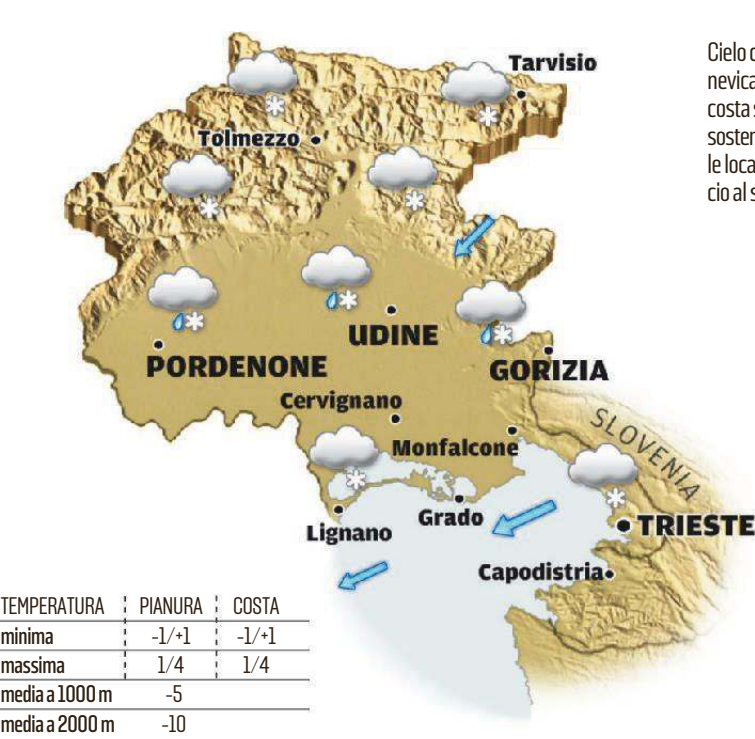 Tarvisio
Tolmezzo
UDINE
PORDENONE
GORIZIA
Cervignano
Monfalcone
SLOVENIA
Grado
Lignano
TRIESTE
Capodistria
Cielo
nevica
costa
soster
le loca
cio al
TEMPERATURA PIANURA COSTA
minima -1/+1 -1/+1
massima 1/4 1/4
media a 1000 m -5
media a 2000 m -10